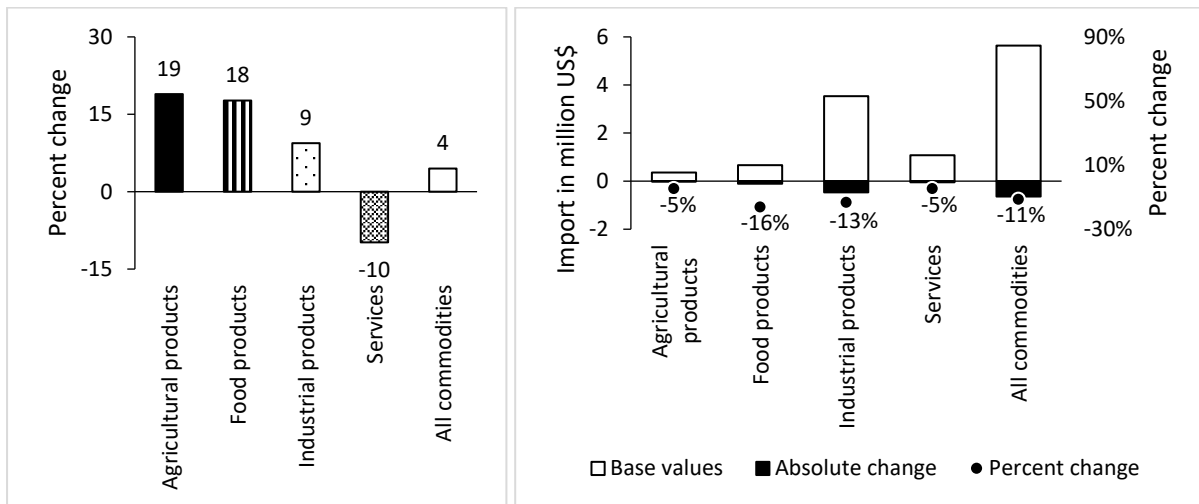 Percent change
30
15
0
-15
19
18
9
-10
4
Agricultural products
Food products
Industrial products
Services
All commodities
Import in million US$
6
4
2
0
-2
90%
50%
10%
-30%
Percent change
-5%
-16%
-13%
-5%
-11%
Agricultural
products
Food products
Industrial products
Services
All commodities
Base values
Absolute change
Percent change